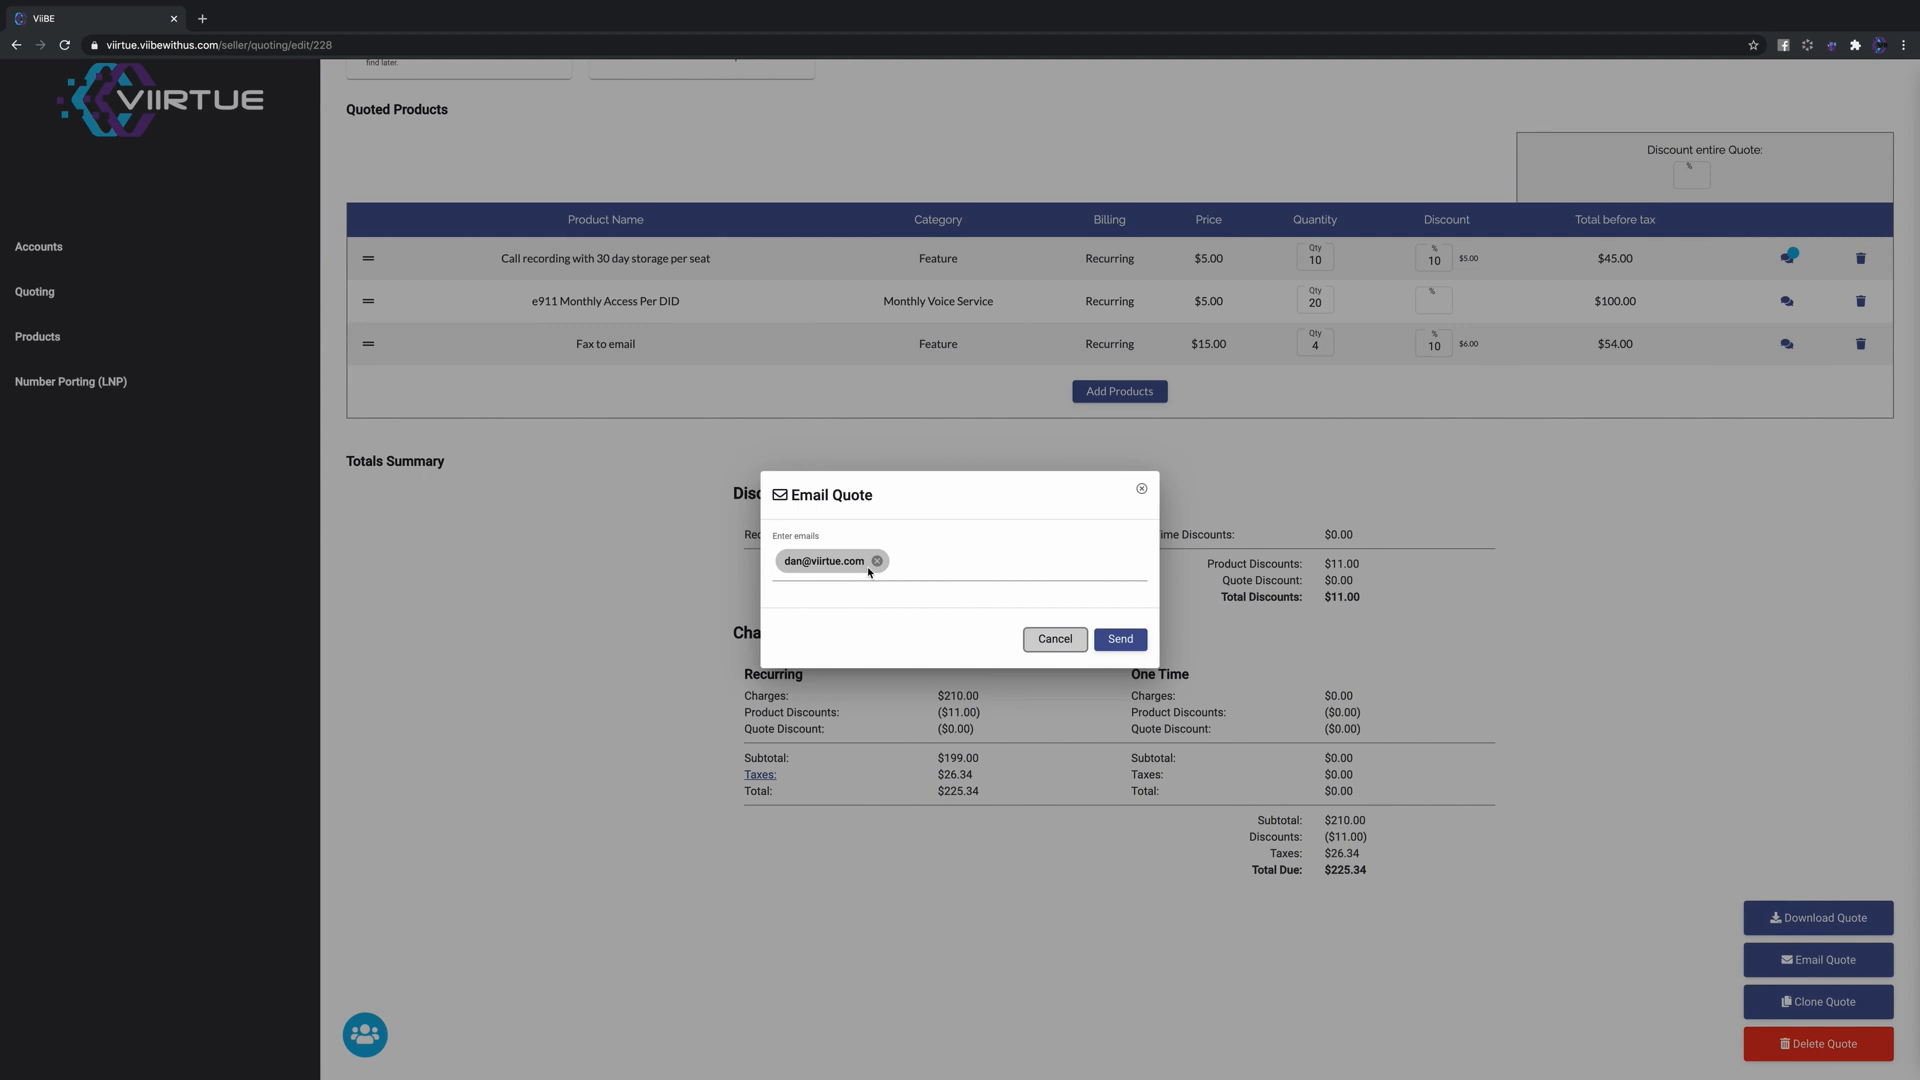 ViiBE
viirtue.viibewithus.com/seller/quoting/edit/228
VIIRTUE
Accounts
Quoting
Products
Number Porting (LNP)
find later.
Quoted Products
Discount entire Quote:
%
Product Name Category Billing Price Quantity Discount Total before tax
Call recording with 30 day storage per seat Feature Recurring $5.00 Qty 10 % 10 $5.00 $45.00
e911 Monthly Access Per DID Monthly Voice Service Recurring $5.00 Qty 20 % $100.00
Fax to email Feature Recurring $15.00 Qty 4 % 10 $6.00 $54.00
Add Products
Totals Summary
Email Quote
Enter emails
dan@viirtue.com
Cancel Send
Disc
Rec ime Discounts: $0.00
Product Discounts: $11.00
Quote Discount: $0.00
Total Discounts: $11.00
Cha
Recurring One Time
Charges: $210.00 Charges: $0.00
Product Discounts: ($11.00) Product Discounts: ($0.00)
Quote Discount: ($0.00) Quote Discount: ($0.00)
Subtotal: $199.00 Subtotal: $0.00
Taxes: $26.34 Taxes: $0.00
Total: $225.34 Total: $0.00
Subtotal: $210.00
Discounts: ($11.00)
Taxes: $26.34
Total Due: $225.34
Download Quote
Email Quote
Clone Quote
Delete Quote